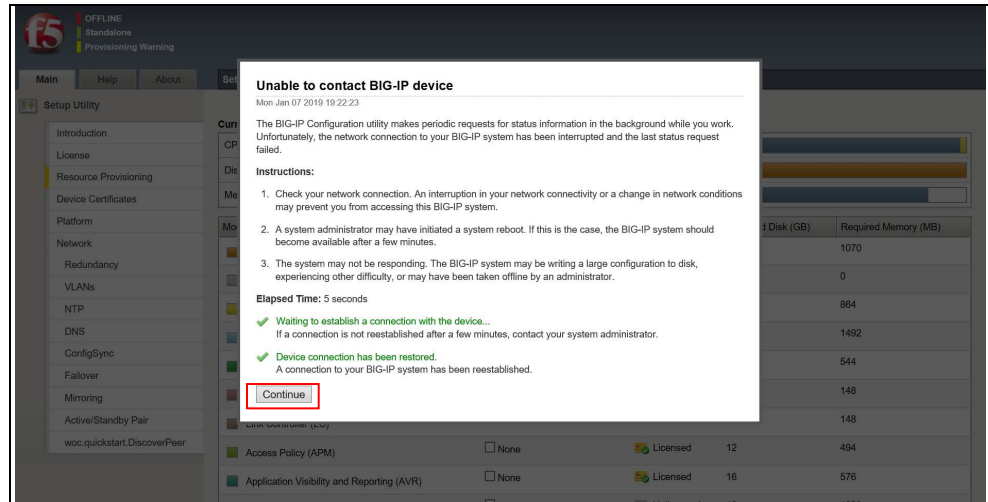 f5
OFFLINE
Standalone
Provisioning Warning
Main
Help
About
Set
Setup Utility
Introduction
License
Resource Provisioning
Device Certificates
Platform
Network
Redundancy
VLANs
NTP
DNS
ConfigSync
Failover
Mirroring
Active/Standby Pair
woc.quickstart.DiscoverPeer
Unable to contact BIG-IP device
Mon Jan 07 2019 19:22:23
The BIG-IP Configuration utility makes periodic requests for status information in the background while you work.
Unfortunately, the network connection to your BIG-IP system has been interrupted and the last status request
failed.
Instructions:
1. Check your network connection. An interruption in your network connectivity or a change in network conditions
may prevent you from accessing this BIG-IP system.
2. A system administrator may have initiated a system reboot. If this is the case, the BIG-IP system should
become available after a few minutes.
3. The system may not be responding. The BIG-IP system may be writing a large configuration to disk,
experiencing other difficulty, or may have been taken offline by an administrator.
Elapsed Time: 5 seconds
Waiting to establish a connection with the device...
If a connection is not reestablished after a few minutes, contact your system administrator.
Device connection has been restored.
A connection to your BIG-IP system has been reestablished.
Continue
Curr
CP
Dis
Me
Mo
d Disk (GB)
Required Memory (MB)
1070
0
864
1492
544
148
148
Access Policy (APM)
None
Licensed
12
494
Application Visibility and Reporting (AVR)
None
Licensed
16
576